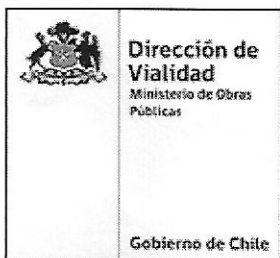 Dirección de
Vialidad
Ministerio de Obras
Públicas
Gobierno de Chile